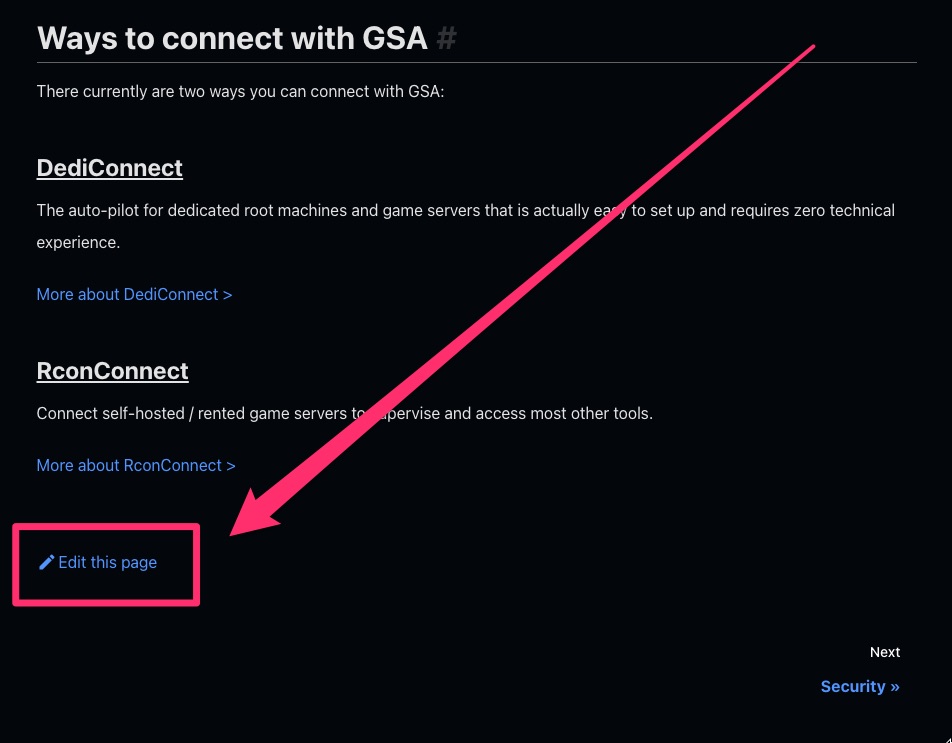 Ways to connect with GSA #
There currently are two ways you can connect with GSA:
DediConnect
The auto-pilot for dedicated root machines and game servers that is actually easy to set up and requires zero technical
experience.
More about DediConnect >
RconConnect
Connect self-hosted / rented game servers to supervise and access most other tools.
More about RconConnect >
Edit this page
Next
Security »